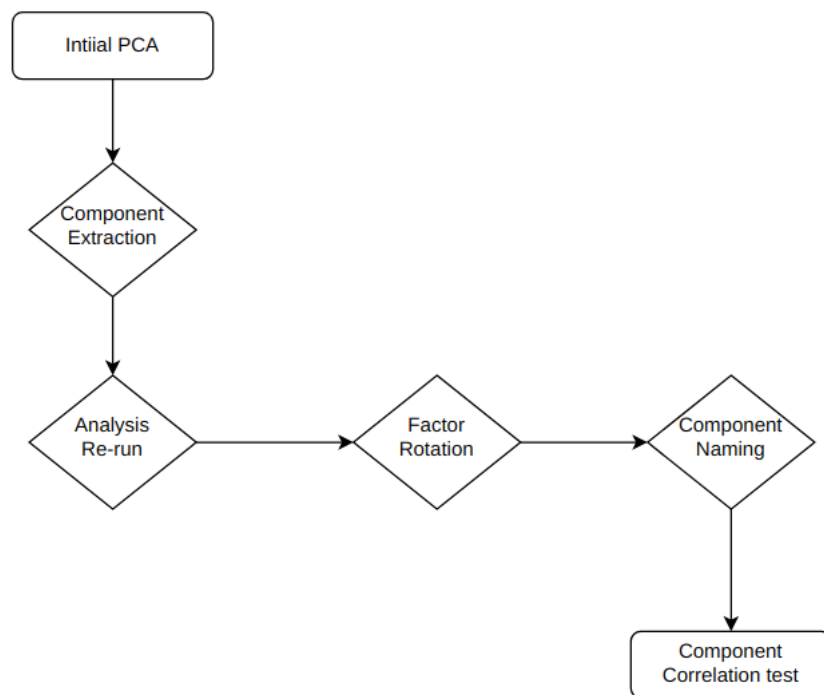 Intiial PCA
Component
Extraction
Analysis
Re-run
Factor
Rotation
Component
Naming
Component
Correlation test